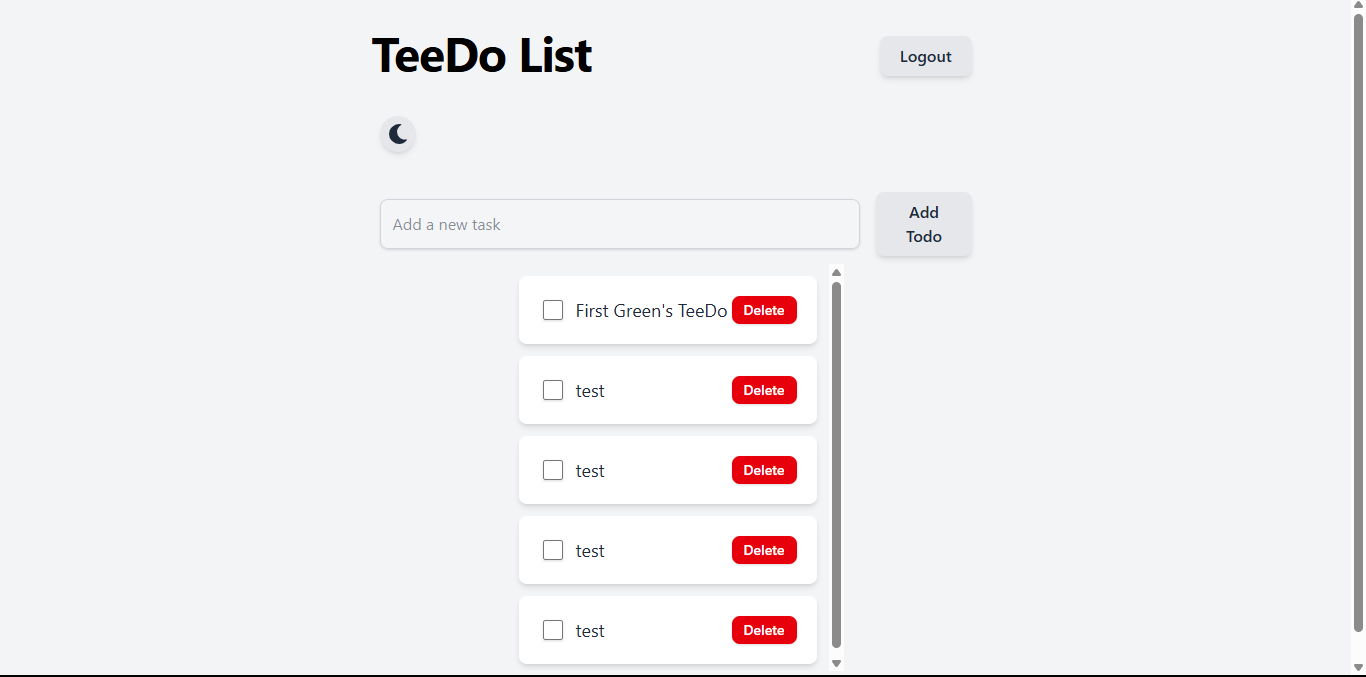 TeeDo List
Logout
Add a new task
Add
Todo
First Green's TeeDo
Delete
test
Delete
test
Delete
test
Delete
test
Delete